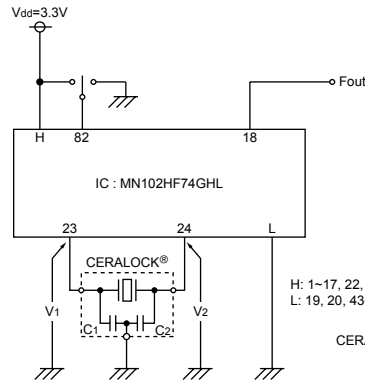 Vdd=3.3V
Fout
H
82
18
IC : MN102HF74GHL
23
24
L
CERALOCK®
V1
C1
C2
V2
H: 1~17, 22,
L: 19, 20, 43